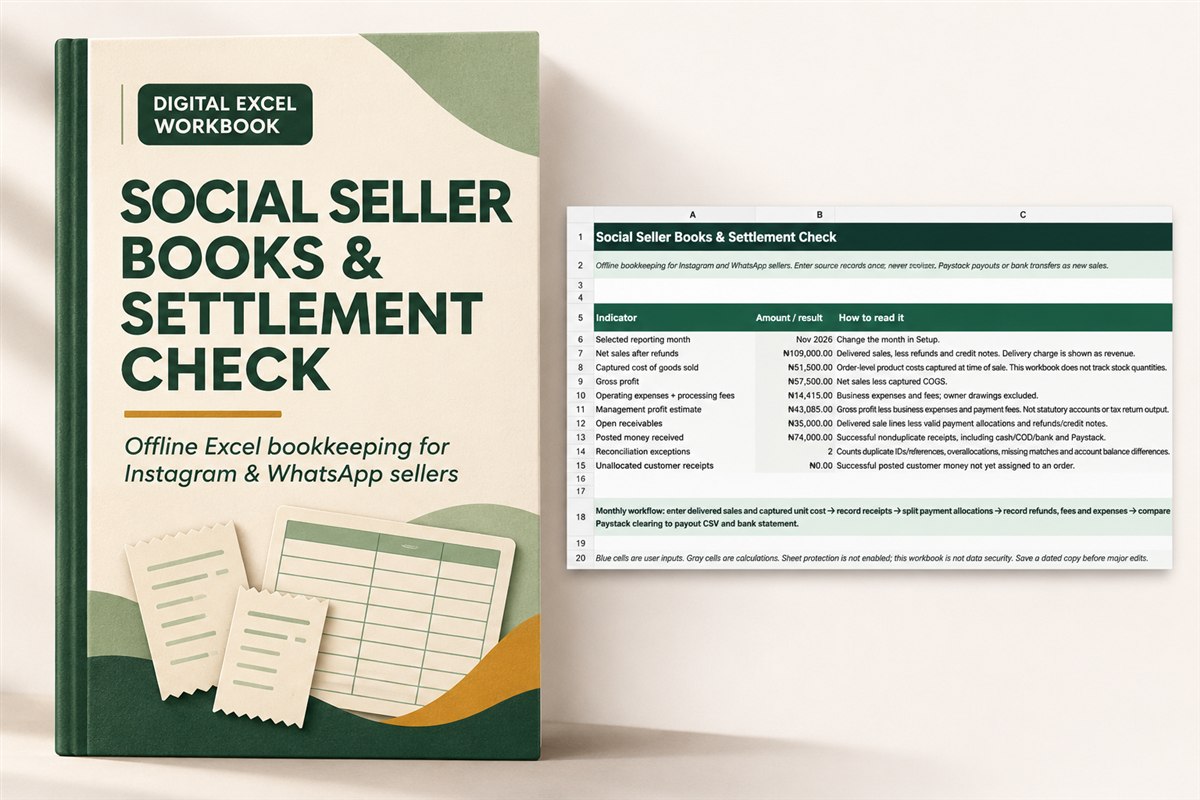 DIGITAL EXCEL
WORKBOOK
SOCIAL SELLER
BOOKS &
SETTLEMENT
CHECK
Offline Excel bookkeeping for
Instagram & WhatsApp sellers
A B C
1 Social Seller Books & Settlement Check
2 Offline bookkeeping for Instagram and WhatsApp sellers. Enter source records once; never Paystack payouts or bank transfers as new sales.
3
4
5 Indicator Amount / result How to read it
6 Selected reporting month Nov 2026 Change the month in Setup.
7 Net sales after refunds ₦109,000.00 Delivered sales, less refunds and credit notes. Delivery charge is shown as revenue.
8 Captured cost of goods sold ₦51,500.00 Order-level product costs captured at time of sale. This workbook does not track stock quantities.
9 Gross profit ₦57,500.00 Net sales less captured COGS.
10 Operating expenses + processing fees ₦14,415.00 Business expenses and fees; owner drawings excluded.
11 Management profit estimate ₦43,085.00 Gross profit less business expenses and payment fees. Not statutory accounts or tax return output.
12 Open receivables ₦35,000.00 Delivered sale lines less valid payment allocations and refunds/credit notes.
13 Posted money received ₦74,000.00 Successful nonduplicate receipts, including cash/COD/bank and Paystack.
14 Reconciliation exceptions 2 Counts duplicate IDs/references, overallocations, missing matches and account balance differences.
15 Unallocated customer receipts ₦0.00 Successful posted customer money not yet assigned to an order.
16
17
18 Monthly workflow: enter delivered sales and captured unit cost → record receipts → split payment allocations → record refunds, fees and expenses → compare
Paystack clearing to payout CSV and bank statement.
19
20 Blue cells are user inputs. Gray cells are calculations. Sheet protection is not enabled; this workbook is not data security. Save a dated copy before major edits.